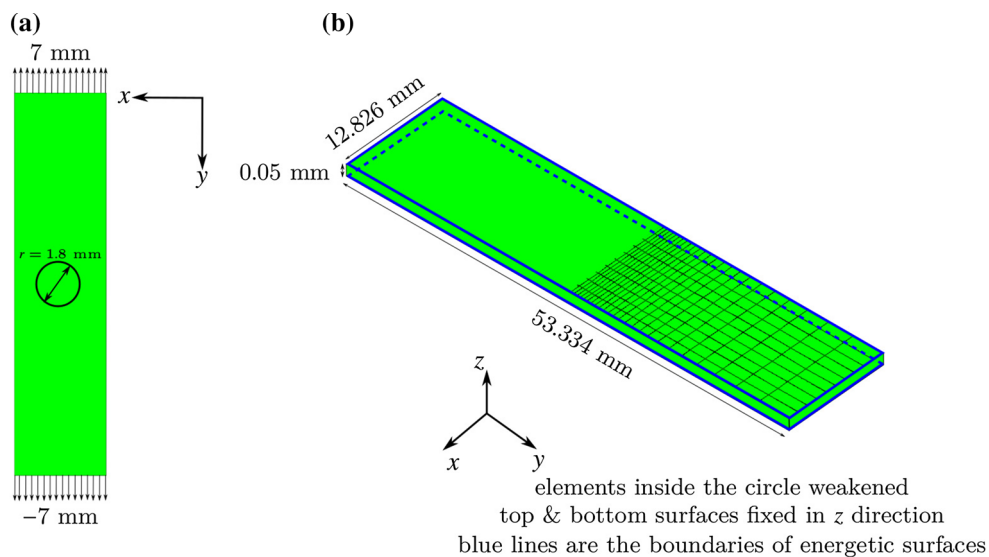 (a)
7 mm
x
y
r = 1.8 mm
−7 mm
(b)
12.826 mm
0.05 mm
53.334 mm
z
x
y
elements inside the circle weakened
top & bottom surfaces fixed in z direction
blue lines are the boundaries of energetic surfaces